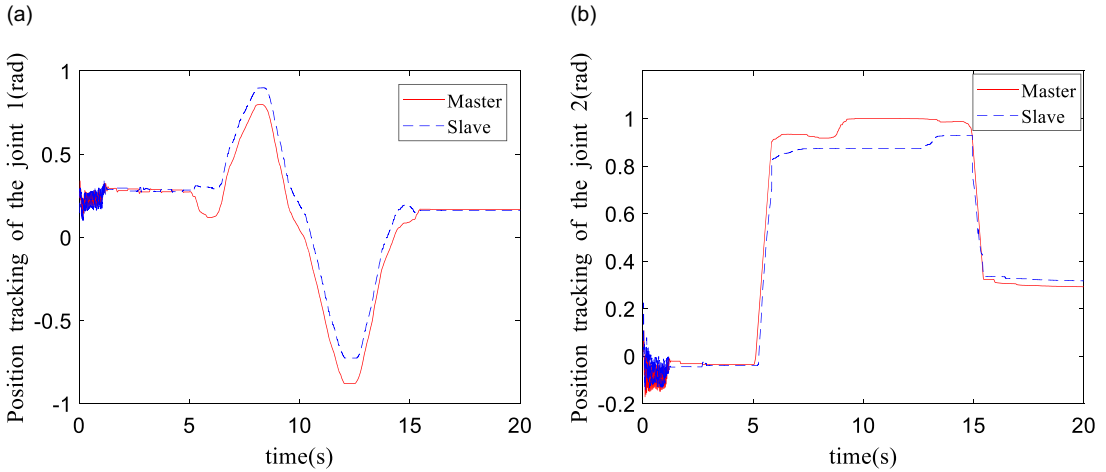 (a)
Position tracking of the joint 1(rad)
1
0.5
0
-0.5
-1
0
5
10
15
20
time(s)
Master
Slave
(b)
Position tracking of the joint 2(rad)
1
0.8
0.6
0.4
0.2
0
-0.2
0
5
10
15
20
time(s)
Master
Slave